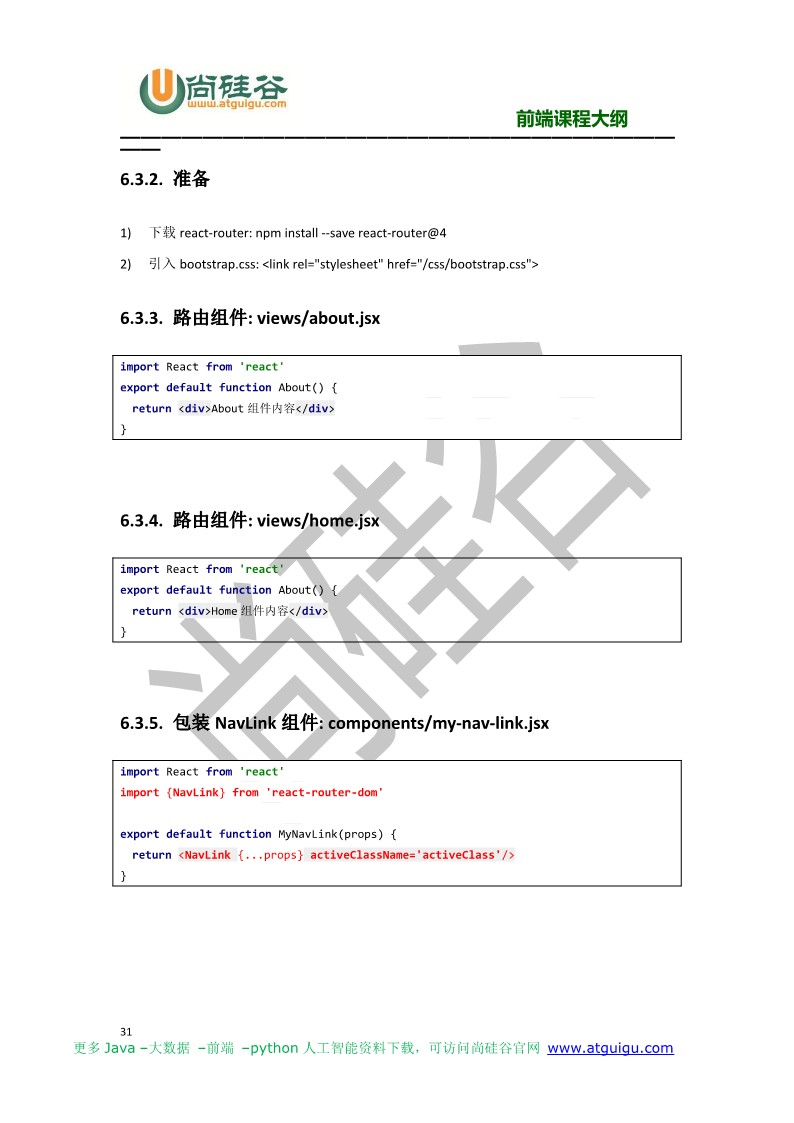 尚硅谷
www.atguigu.com
前端课程大纲
6.3.2. 准备
1) 下载 react-router: npm install --save react-router@4
2) 引入 bootstrap.css: <link rel="stylesheet" href="/css/bootstrap.css">
6.3.3. 路由组件: views/about.jsx
import React from 'react'
export default function About() {
  return <div>About 组件内容</div>
}
6.3.4. 路由组件: views/home.jsx
import React from 'react'
export default function About() {
  return <div>Home 组件内容</div>
}
6.3.5. 包装 NavLink 组件: components/my-nav-link.jsx
import React from 'react'
import {NavLink} from 'react-router-dom'
export default function MyNavLink(props) {
  return <NavLink {...props} activeClassName='activeClass'/>
}
尚硅谷
31
更多 Java –大数据 –前端 –python 人工智能资料下载，可访问尚硅谷官网 www.atguigu.com